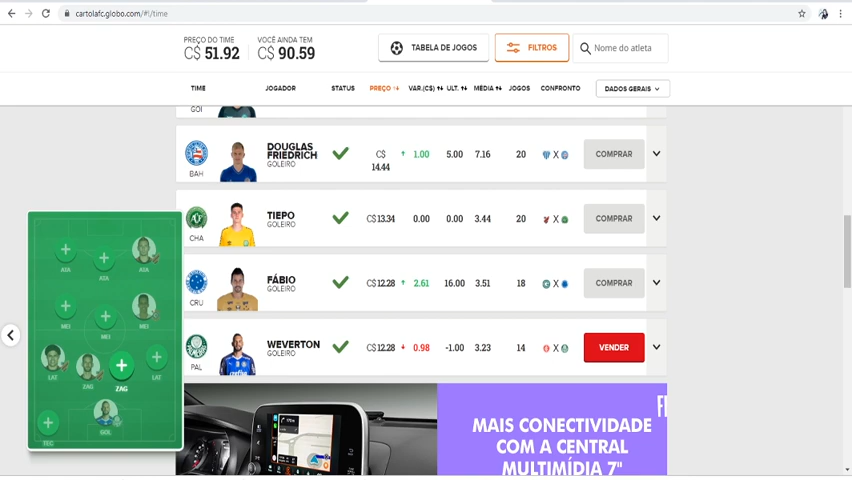 cartolafc.globo.com/#!/time
PREÇO DO TIME
C$ 51.92
VOCÊ AINDA TEM
C$ 90.59
TABELA DE JOGOS
FILTROS
Nome do atleta
TIME JOGADOR STATUS PREÇO VAR.(C$) ULT. MÉDIA JOGOS CONFRONTO
DADOS GERAIS
GOI
BAH
DOUGLAS
FRIEDRICH
GOLEIRO
C$
14.44
1.00 5.00 7.16 20 X
COMPRAR
CHA
TIEPO
GOLEIRO
C$ 13.34 0.00 0.00 3.44 20 X
COMPRAR
CRU
FÁBIO
GOLEIRO
C$ 12.28 2.61 16.00 3.51 18 X
COMPRAR
PAL
WEVERTON
GOLEIRO
C$ 12.28 0.98 -1.00 3.23 14 X
VENDER
ATA
ATA
ATA
MEI
MEI
MEI
LAT
ZAG
ZAG
LAT
GOL
TEC
MAIS CONECTIVIDADE
COM A CENTRAL
MULTIMÍDIA 7"